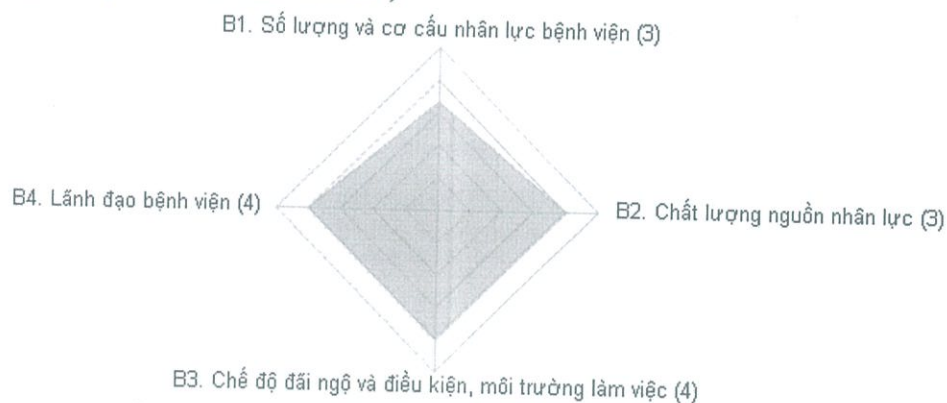 B1. Số lượng và cơ cấu nhân lực bệnh viện (3)
B4. Lãnh đạo bệnh viện (4)
B2. Chất lượng nguồn nhân lực (3)
B3. Chế độ đãi ngộ và điều kiện, môi trường làm việc (4)